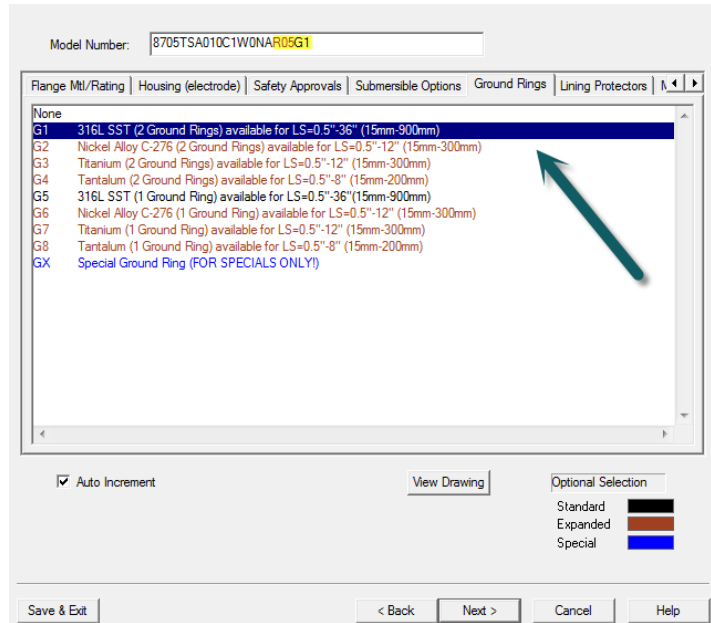 Model Number: 8705TSA010C1W0NAR05G1
Flange Mtl/Rating Housing (electrode) Safety Approvals Submersible Options Ground Rings Lining Protectors
None
G1 316L SST (2 Ground Rings) available for LS=0.5"-36" (15mm-900mm)
G2 Nickel Alloy C-276 (2 Ground Rings) available for LS=0.5"-12" (15mm-300mm)
G3 Titanium (2 Ground Rings) available for LS=0.5"-12" (15mm-300mm)
G4 Tantalum (2 Ground Rings) available for LS=0.5"-8" (15mm-200mm)
G5 316L SST (1 Ground Ring) available for LS=0.5"-36"(15mm-900mm)
G6 Nickel Alloy C-276 (1 Ground Ring) available for LS=0.5"-12" (15mm-300mm)
G7 Titanium (1 Ground Ring) available for LS=0.5"-12" (15mm-300mm)
G8 Tantalum (1 Ground Ring) available for LS=0.5"-8" (15mm-200mm)
GX Special Ground Ring (FOR SPECIALS ONLY!)
Auto Increment View Drawing Optional Selection
Standard
Expanded
Special
Save & Exit < Back Next > Cancel Help